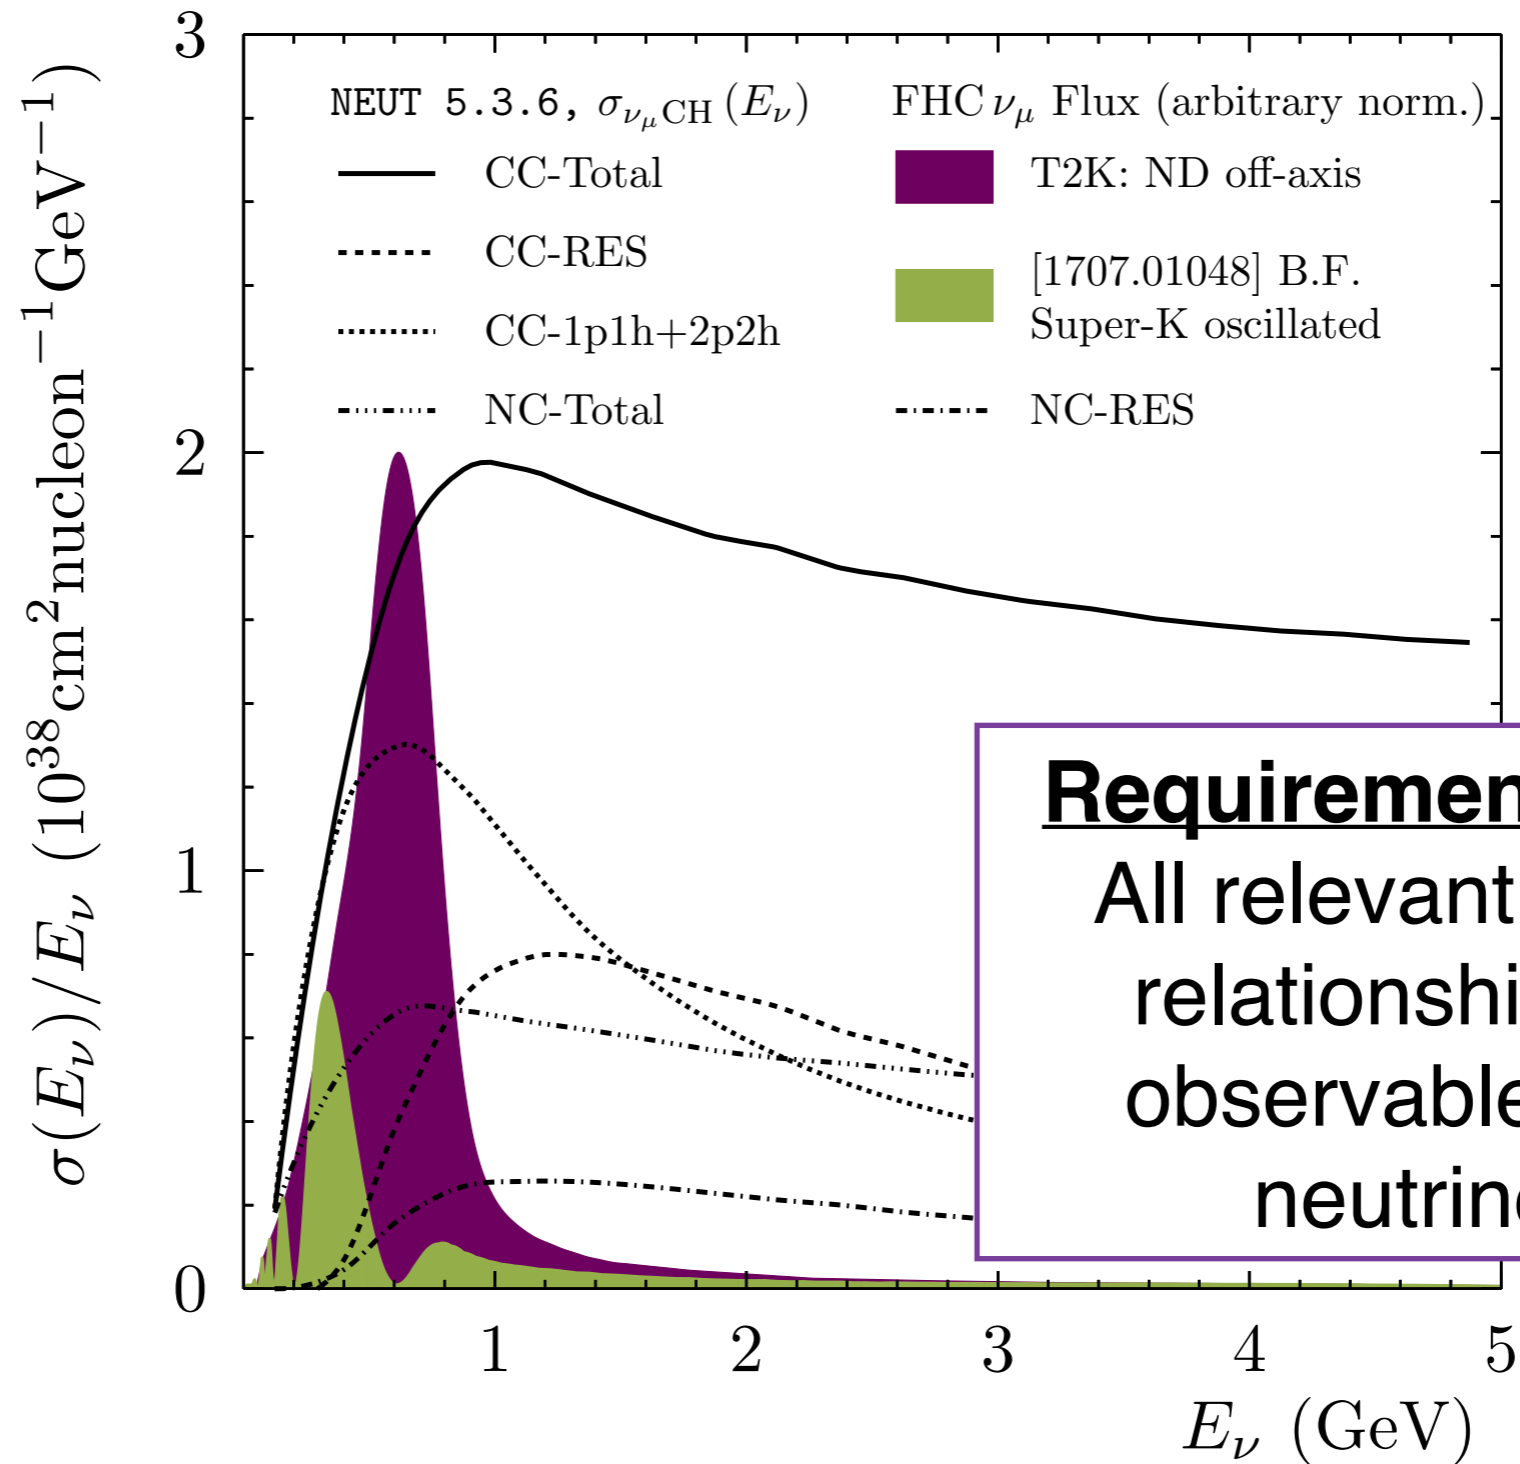 3
NEUT 5.3.6, σ_{ν_μ CH} (E_ν)
FHC ν_μ Flux (arbitrary norm.)
CC-Total
T2K: ND off-axis
CC-RES
[1707.01048] B.F.
Super-K oscillated
CC-1p1h+2p2h
NC-Total
NC-RES
σ(E_ν)/E_ν (10^{38} cm^2 nucleon^{-1} GeV^{-1})
2
1
0
Requiremen
All relevant
relationshi
observable
neutrin
1 2 3 4 5
E_ν (GeV)